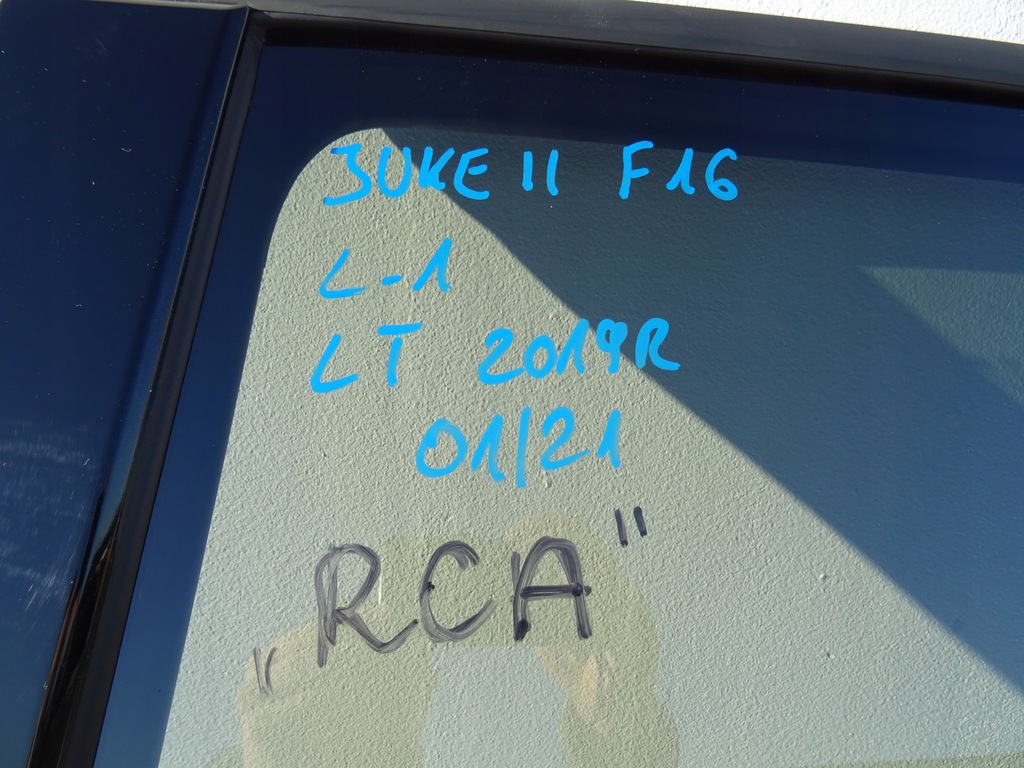 JUKE II F16
L-1
LT 2019R
01/21
„RCA"